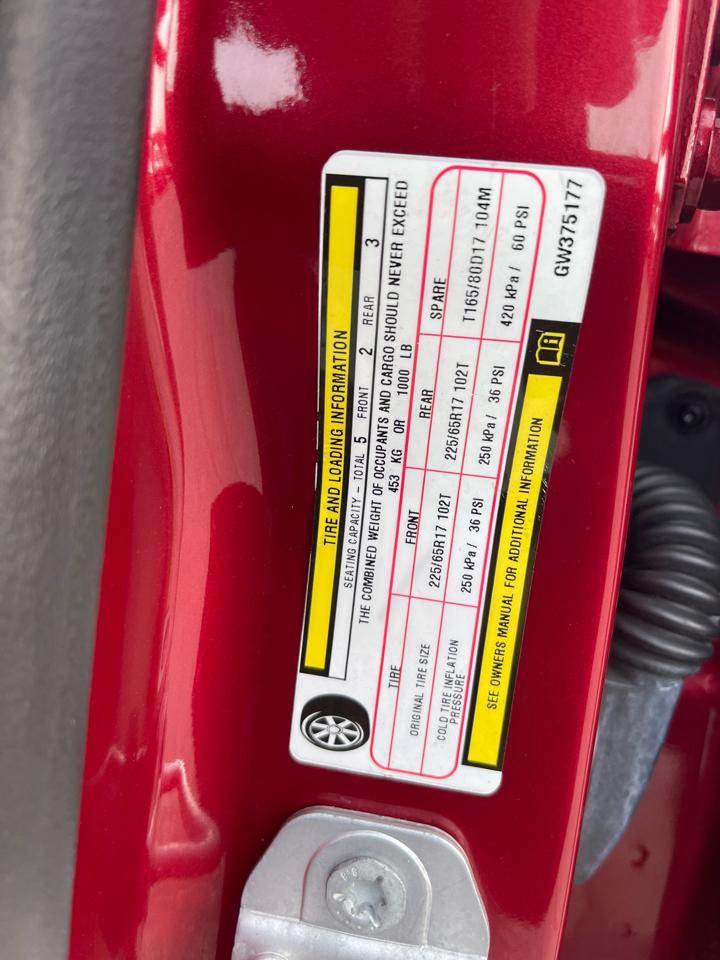 TIRE AND LOADING INFORMATION
SEATING CAPACITY – TOTAL 5 FRONT 2 REAR 3
THE COMBINED WEIGHT OF OCCUPANTS AND CARGO SHOULD NEVER EXCEED
453 KG OR 1000 LB
TIRE FRONT REAR SPARE
ORIGINAL TIRE SIZE 225/65R17 102T 225/65R17 102T T165/80D17 104M
COLD TIRE INFLATION PRESSURE 250 kPa / 36 PSI 250 kPa / 36 PSI 420 kPa / 60 PSI
SEE OWNERS MANUAL FOR ADDITIONAL INFORMATION
GW375177